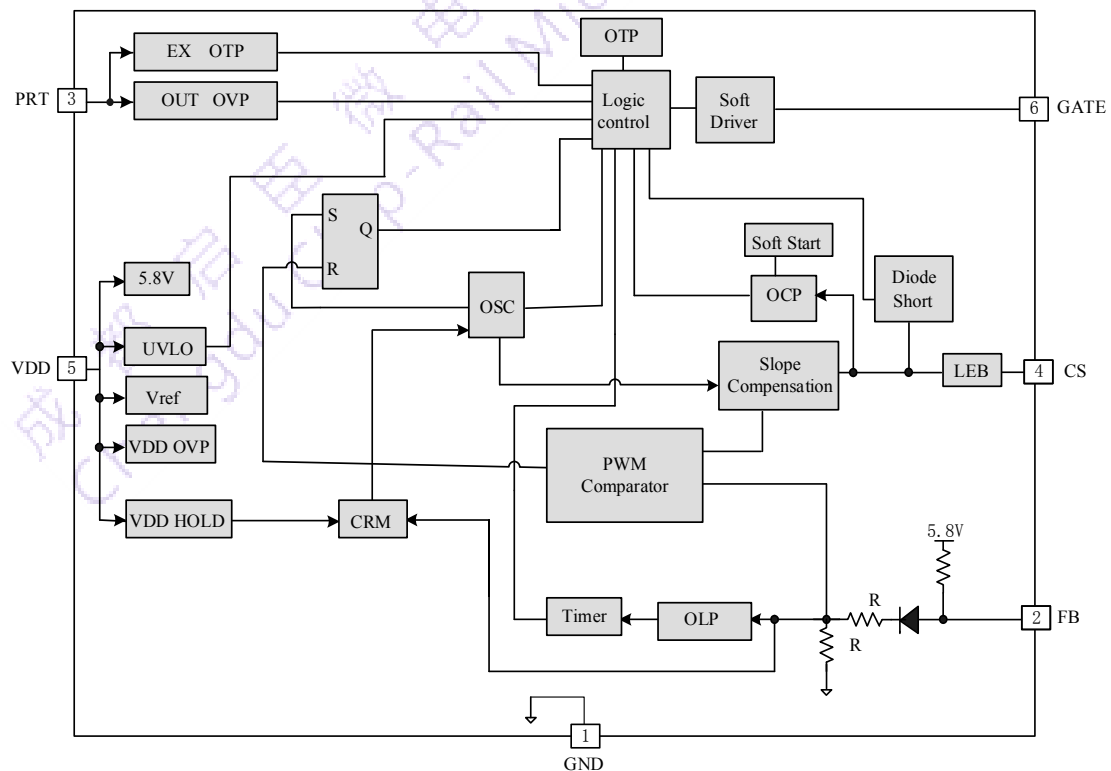 EX OTP
OTP
PRT
3
OUT OVP
Logic
control
Soft
Driver
6
GATE
S
Q
R
Soft Start
5.8V
OSC
OCP
Diode
Short
VDD
5
UVLO
Slope
Compensation
LEB
4
CS
Vref
VDD OVP
PWM
Comparator
VDD HOLD
CRM
5.8V
Timer
OLP
R
R
2
FB
1
GND